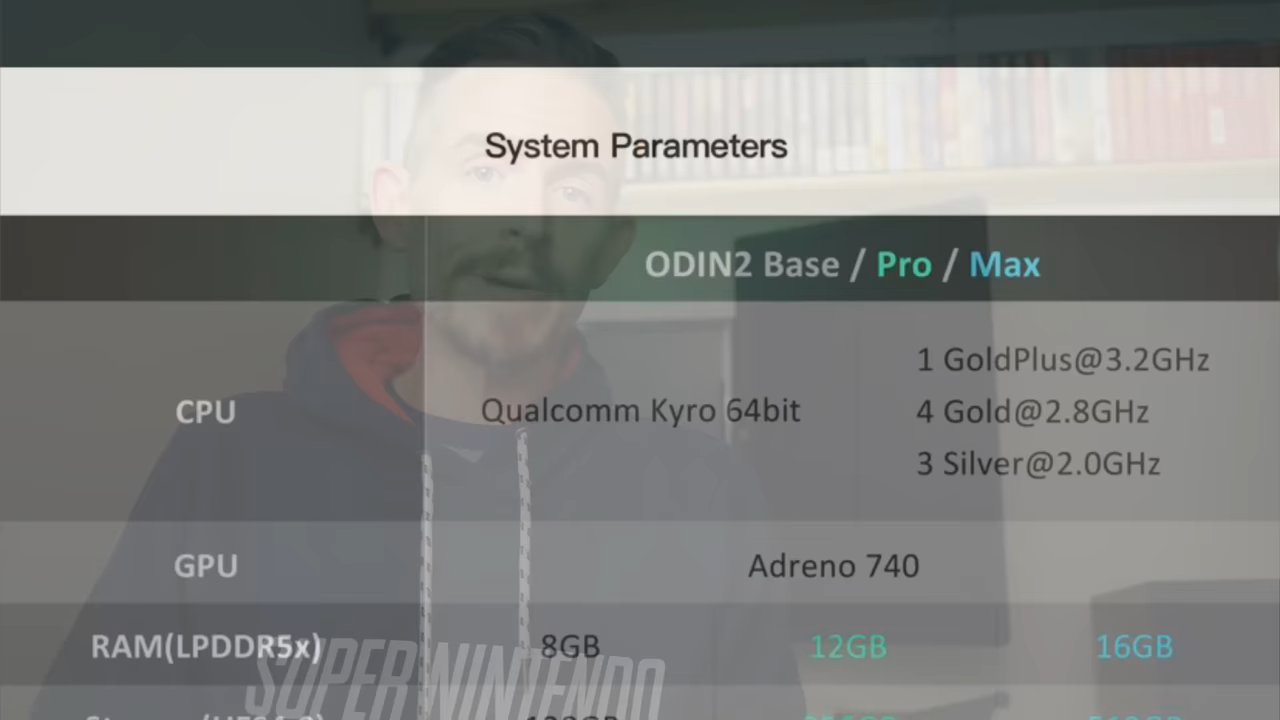 System Parameters
ODIN2 Base / Pro / Max
CPU
Qualcomm Kyro 64bit
1 GoldPlus@3.2GHz
4 Gold@2.8GHz
3 Silver@2.0GHz
GPU
Adreno 740
RAM(LPDDR5x)
8GB
12GB
16GB
SUPER NINTENDO